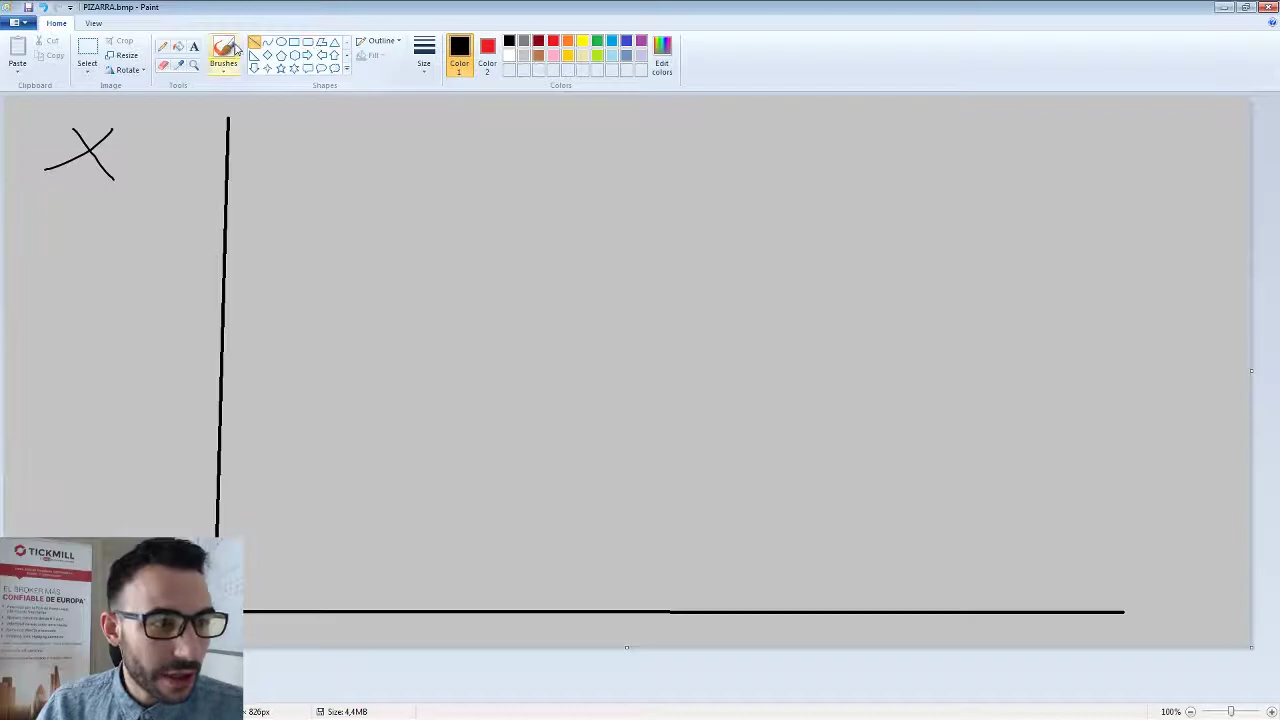 PIZARRA.bmp - Paint
Home
View
Paste
Cut
Copy
Clipboard
Select
Crop
Resize
Rotate
Image
A
Tools
Brushes
Outline
Fill
Shapes
Size
Color
1
Color
2
Edit
colors
Colors
X
TICKMILL
EL BROKER MÁS
CONFIABLE DE EUROPA*
× 826px
Size: 4,4MB
100%